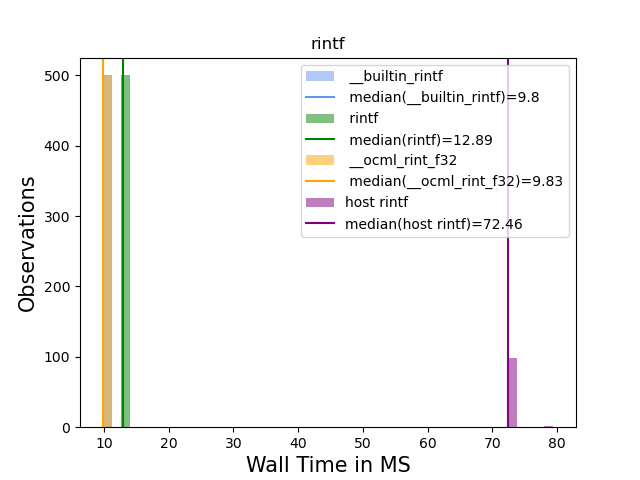 rintf
__builtin_rintf
median(__builtin_rintf)=9.8
rintf
median(rintf)=12.89
__ocml_rint_f32
median(__ocml_rint_f32)=9.83
host rintf
median(host rintf)=72.46
Observations
500
400
300
200
100
0
10 20 30 40 50 60 70 80
Wall Time in MS